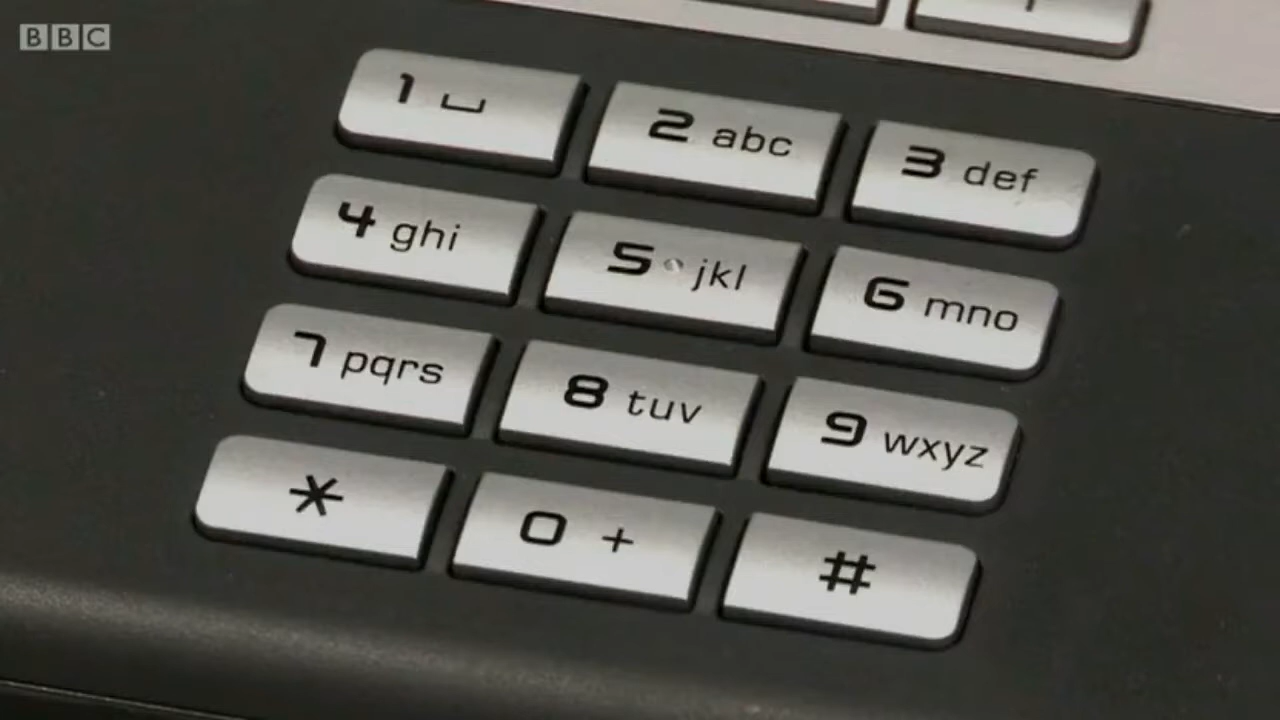 BBC
1 ⌴
2 abc
3 def
4 ghi
5 jkl
6 mno
7 pqrs
8 tuv
9 wxyz
*
0 +
#